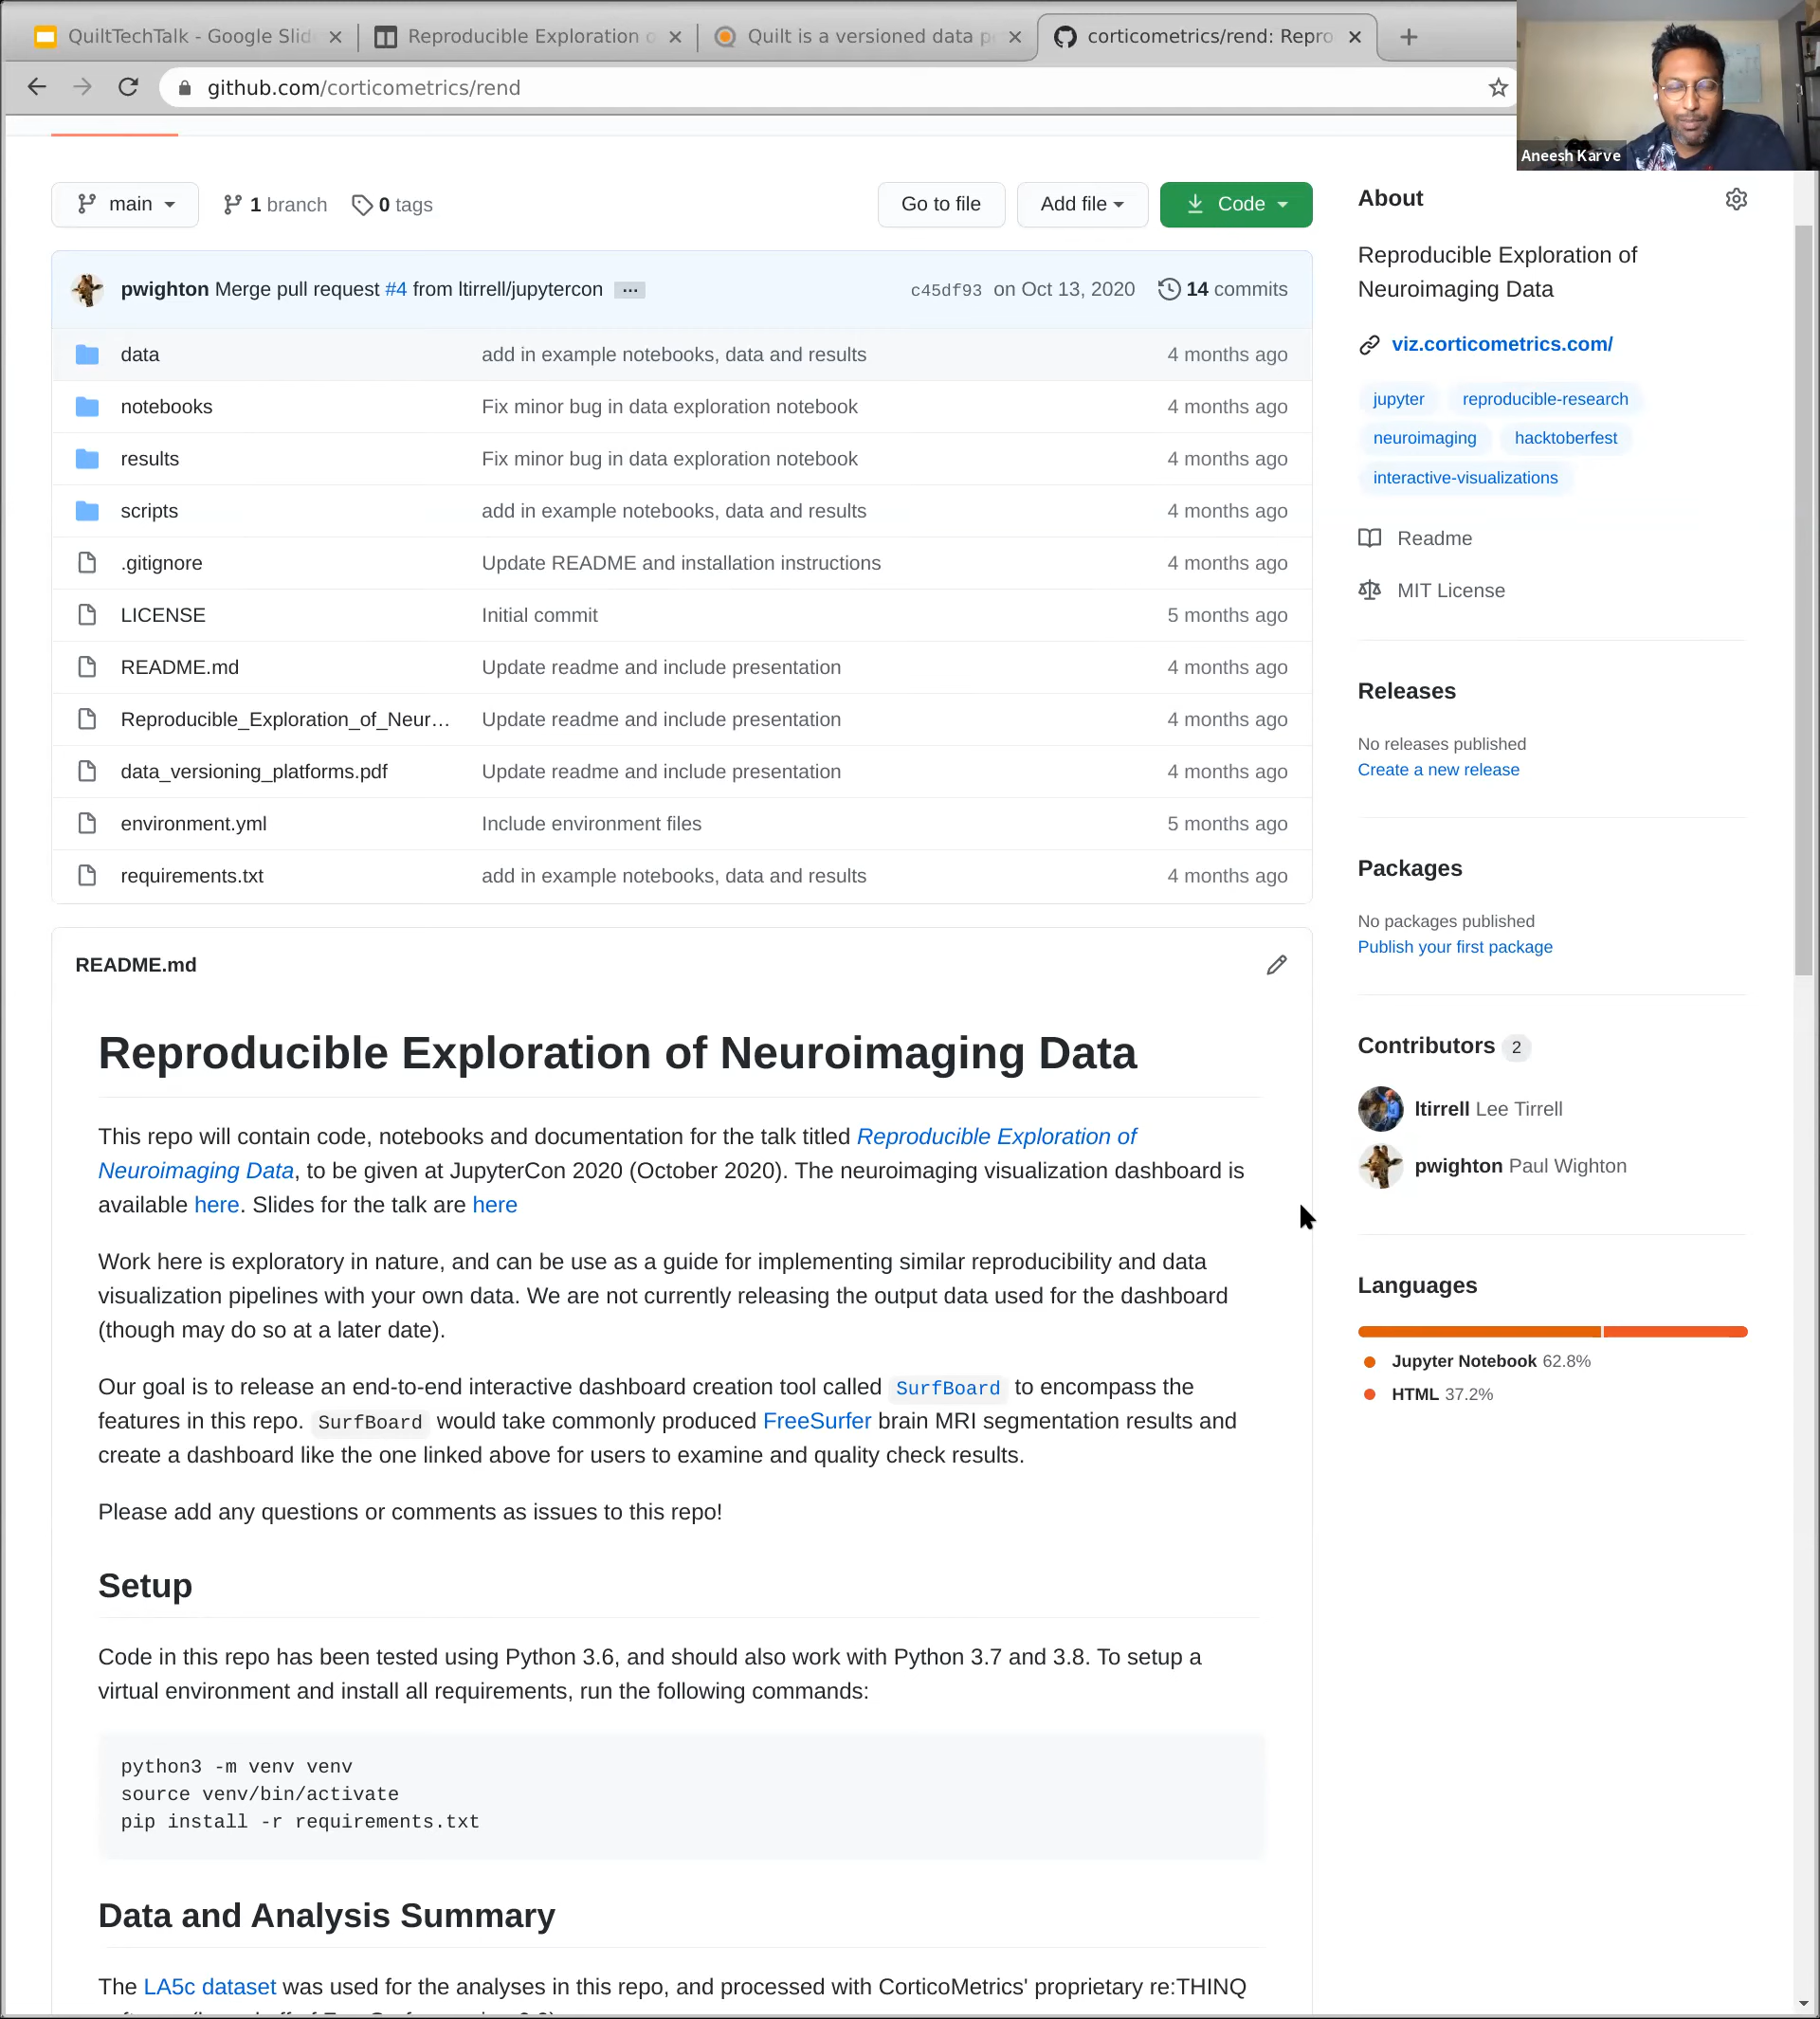 QuiltTechTalk - Google Slid
Reproducible Exploration o
Quilt is a versioned data p
corticometrics/rend: Repro
github.com/corticometrics/rend
Aneesh Karve
main
1 branch
0 tags
Go to file
Add file
Code
pwighton Merge pull request #4 from ltirrell/jupytercon ...
c45df93 on Oct 13, 2020
14 commits
data add in example notebooks, data and results 4 months ago
notebooks Fix minor bug in data exploration notebook 4 months ago
results Fix minor bug in data exploration notebook 4 months ago
scripts add in example notebooks, data and results 4 months ago
.gitignore Update README and installation instructions 4 months ago
LICENSE Initial commit 5 months ago
README.md Update readme and include presentation 4 months ago
Reproducible_Exploration_of_Neur... Update readme and include presentation 4 months ago
data_versioning_platforms.pdf Update readme and include presentation 4 months ago
environment.yml Include environment files 5 months ago
requirements.txt add in example notebooks, data and results 4 months ago
README.md
Reproducible Exploration of Neuroimaging Data
This repo will contain code, notebooks and documentation for the talk titled Reproducible Exploration of
Neuroimaging Data, to be given at JupyterCon 2020 (October 2020). The neuroimaging visualization dashboard is
available here. Slides for the talk are here
Work here is exploratory in nature, and can be use as a guide for implementing similar reproducibility and data
visualization pipelines with your own data. We are not currently releasing the output data used for the dashboard
(though may do so at a later date).
Our goal is to release an end-to-end interactive dashboard creation tool called SurfBoard to encompass the
features in this repo. SurfBoard would take commonly produced FreeSurfer brain MRI segmentation results and
create a dashboard like the one linked above for users to examine and quality check results.
Please add any questions or comments as issues to this repo!
Setup
Code in this repo has been tested using Python 3.6, and should also work with Python 3.7 and 3.8. To setup a
virtual environment and install all requirements, run the following commands:
python3 -m venv venv
source venv/bin/activate
pip install -r requirements.txt
Data and Analysis Summary
The LA5c dataset was used for the analyses in this repo, and processed with CorticoMetrics' proprietary re:THINQ
About
Reproducible Exploration of
Neuroimaging Data
viz.corticometrics.com/
jupyter reproducible-research
neuroimaging hacktoberfest
interactive-visualizations
Readme
MIT License
Releases
No releases published
Create a new release
Packages
No packages published
Publish your first package
Contributors 2
ltirrell Lee Tirrell
pwighton Paul Wighton
Languages
Jupyter Notebook 62.8%
HTML 37.2%